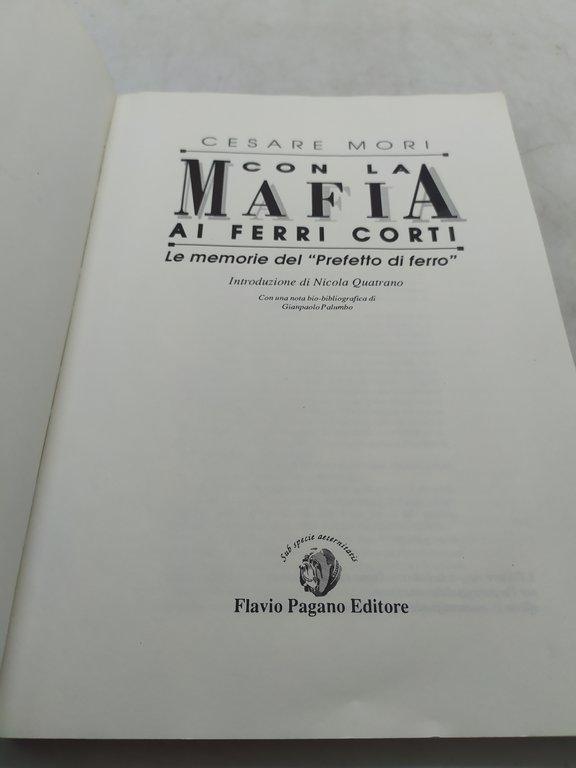 CESARE MORI
CON LA
MAFIA
AI FERRI CORTI
Le memorie del "Prefetto di ferro"
Introduzione di Nicola Quatrano
Con una nota bio-bibliografica di
Gianpaolo Palumbo
Sub specie aeternitatis
Flavio Pagano Editore